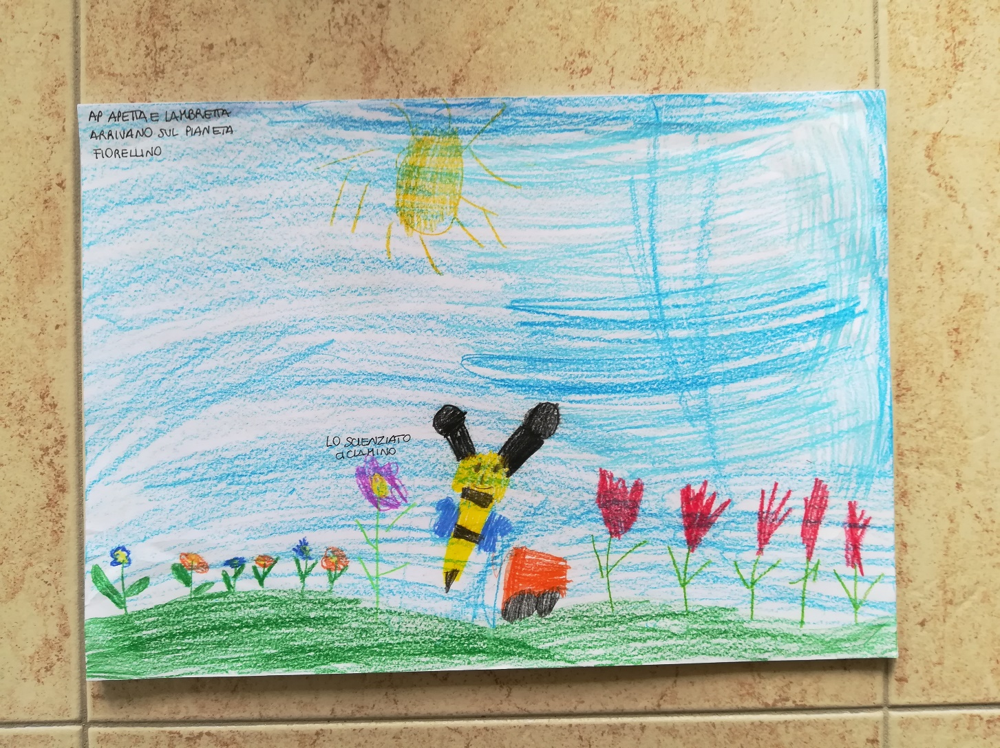 AP APETTA E LAMBRETTA
ARRIVANO SUL PIANETA
FIORELLINO
LO SCIENZIATO
CICLAMINO